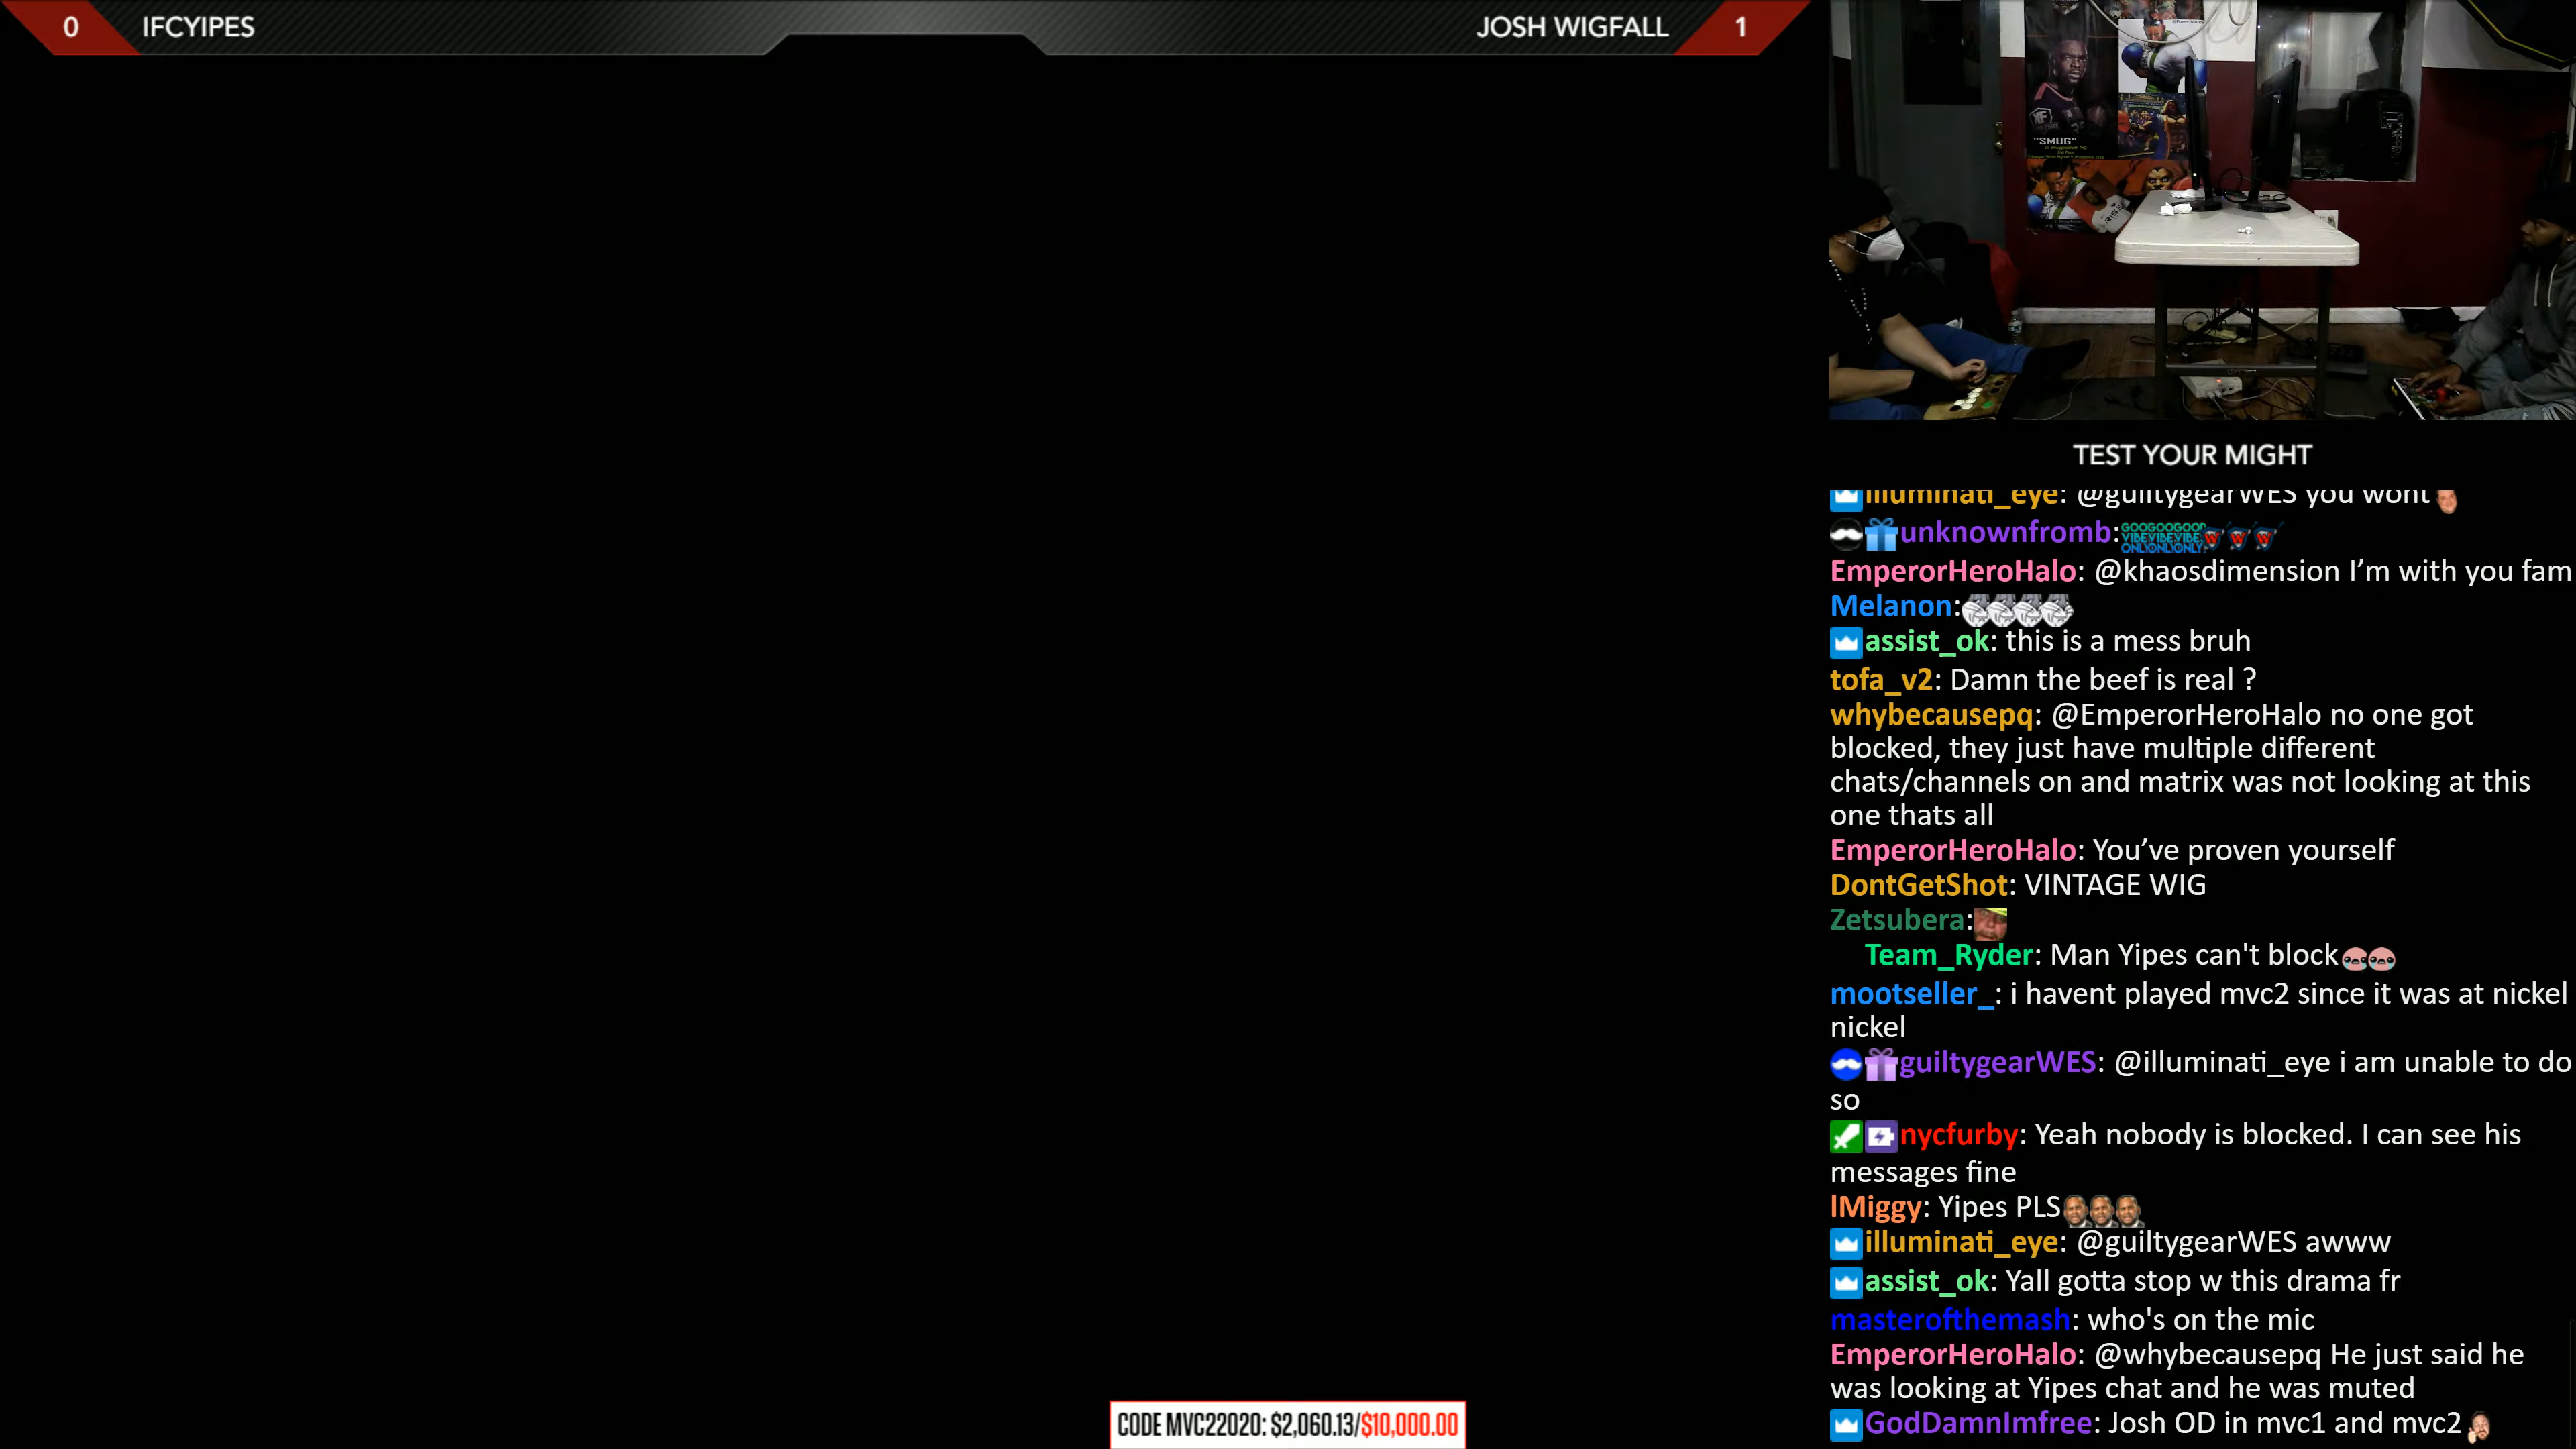 0 IFCYIPES JOSH WIGFALL 1
"SMUG"
TEST YOUR MIGHT
illuminati_eye: @guiltygearWES you wont
unknownfromb:
EmperorHeroHalo: @khaosdimension I’m with you fam
Melanon:
assist_ok: this is a mess bruh
tofa_v2: Damn the beef is real ?
whybecausepq: @EmperorHeroHalo no one got
blocked, they just have multiple different
chats/channels on and matrix was not looking at this
one thats all
EmperorHeroHalo: You’ve proven yourself
DontGetShot: VINTAGE WIG
Zetsubera:
Team_Ryder: Man Yipes can't block
mootseller_: i havent played mvc2 since it was at nickel
nickel
guiltygearWES: @illuminati_eye i am unable to do
so
nycfurby: Yeah nobody is blocked. I can see his
messages fine
lMiggy: Yipes PLS
illuminati_eye: @guiltygearWES awww
assist_ok: Yall gotta stop w this drama fr
masterofthemash: who's on the mic
EmperorHeroHalo: @whybecausepq He just said he
was looking at Yipes chat and he was muted
GodDamnImfree: Josh OD in mvc1 and mvc2
CODE MVC22020: $2,060.13/$10,000.00